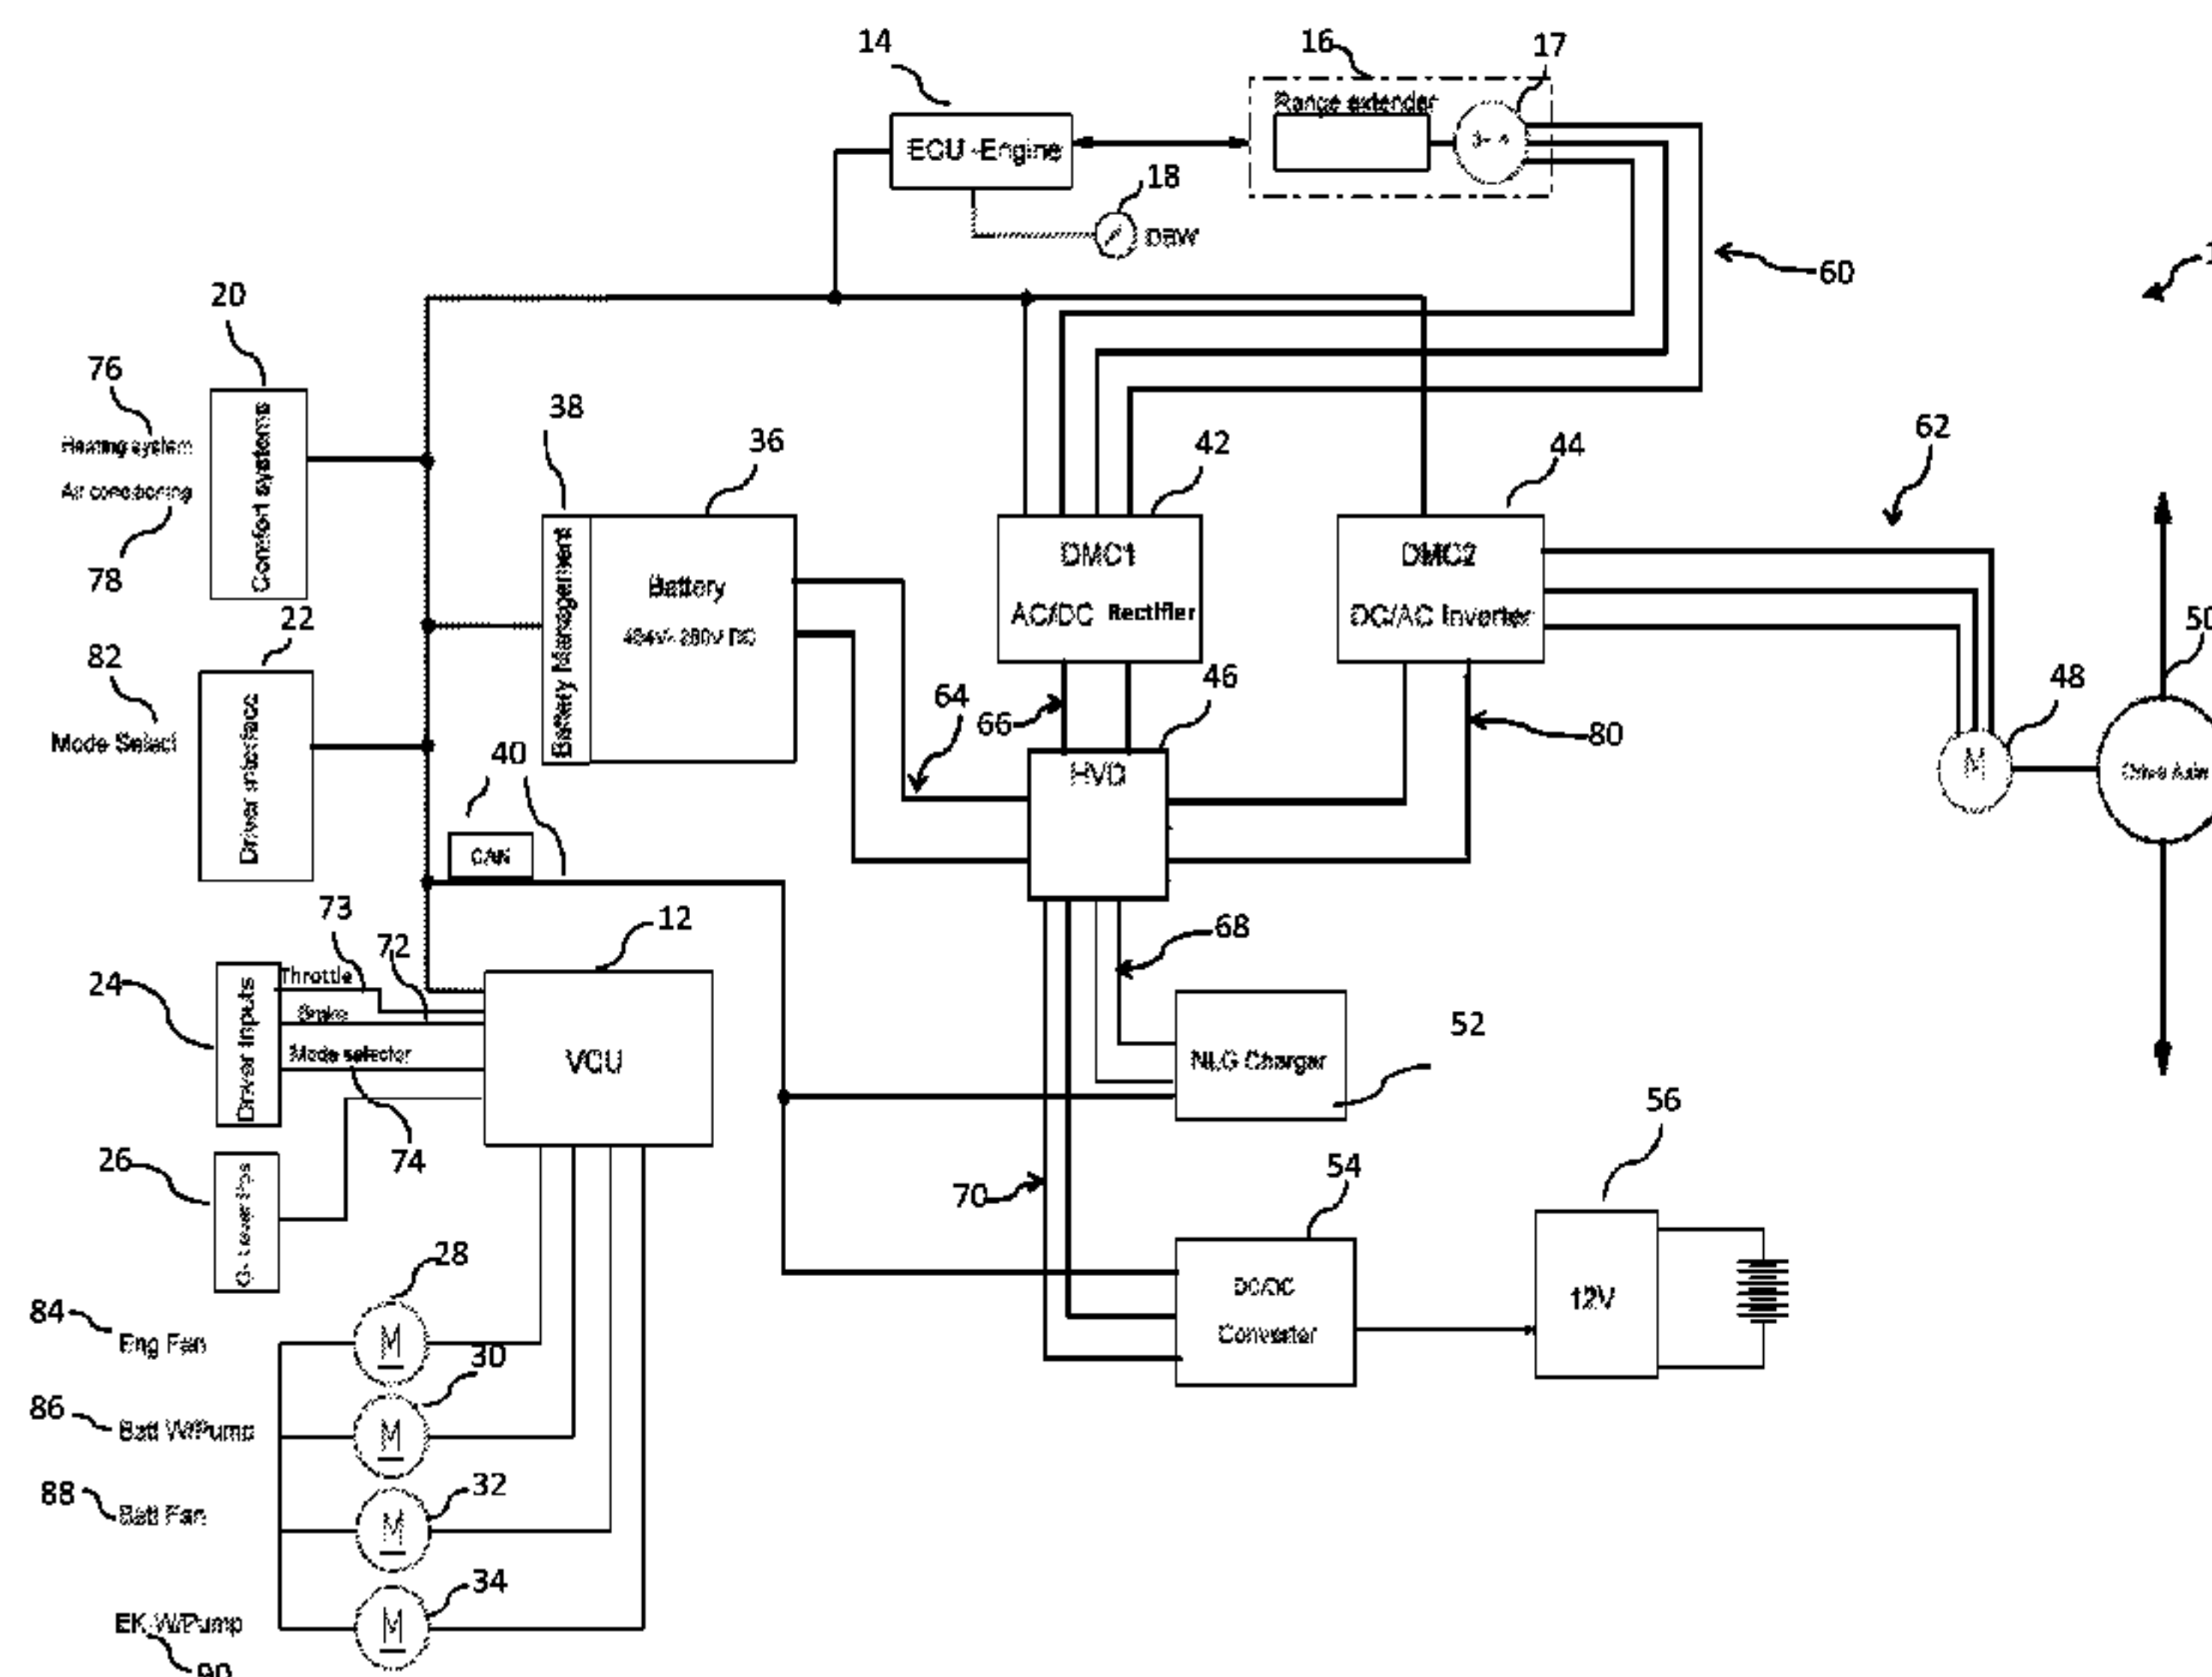 14
16
17
Range extender
ECU -Engine
18
DBW
60
20
76
Heating system
Air conditioning
78
Comfort systems
38
36
42
44
62
Battery Management
Battery
DMC1
AC/DC Rectifier
DMC2
DC/AC Inverter
22
82
Mode Select
Driver interface
64
66
46
80
48
50
HVD
M
Drive Axle
40
CAN
73
72
12
68
24
Driver Inputs
Throttle
Brake
Mode selector
VCU
52
NLG Charger
74
26
70
54
56
28
DC/DC
Converter
12V
84
Eng Fan
M
30
86
Batt W/Pump
M
32
88
Batt Fan
M
34
EK-W/Pump
M
90